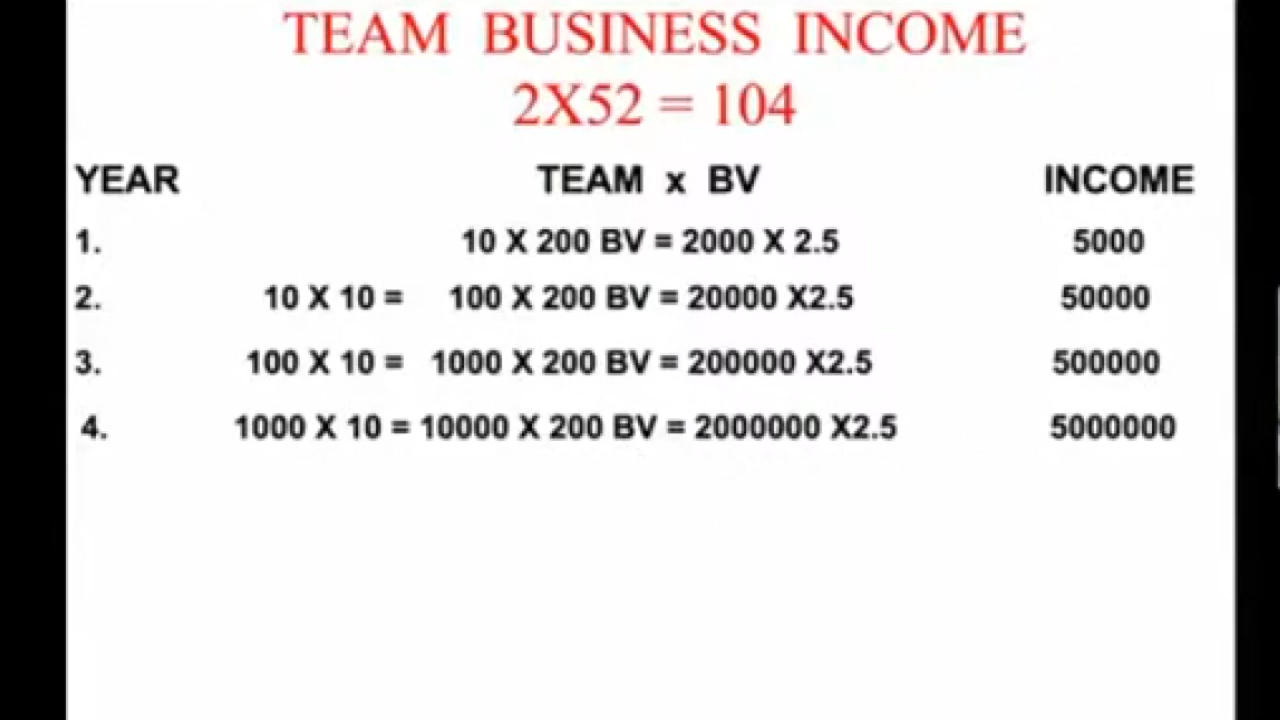 TEAM BUSINESS INCOME
2X52 = 104
YEAR TEAM x BV INCOME
1. 10 X 200 BV = 2000 X 2.5 5000
2. 10 X 10 = 100 X 200 BV = 20000 X2.5 50000
3. 100 X 10 = 1000 X 200 BV = 200000 X2.5 500000
4. 1000 X 10 = 10000 X 200 BV = 2000000 X2.5 5000000